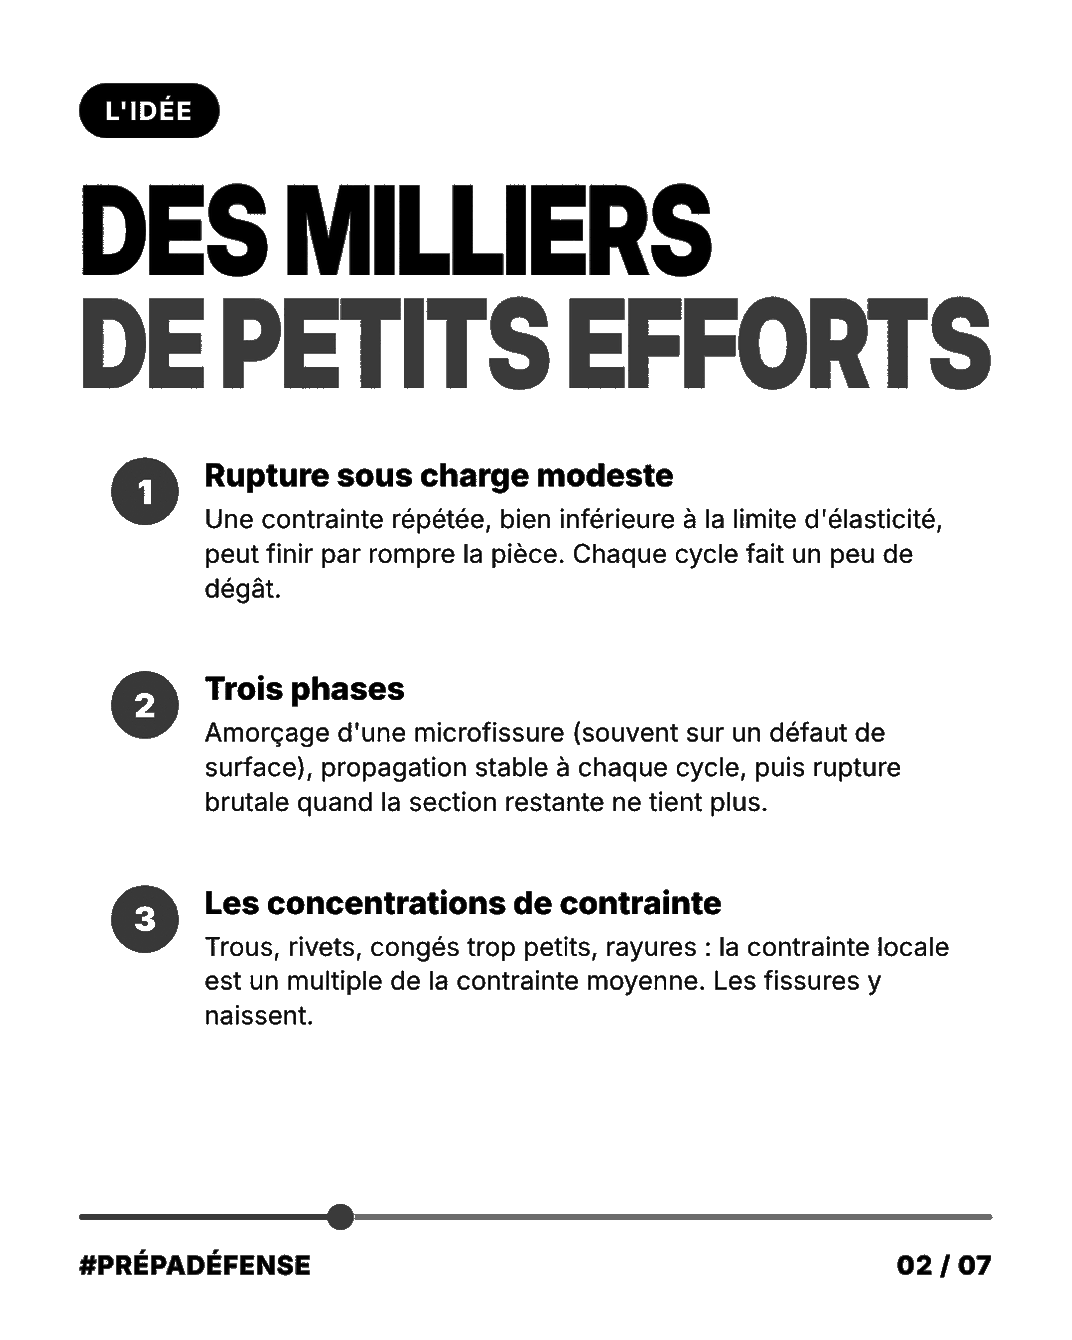 L'IDÉE
DES MILLIERS
DE PETITS EFFORTS
1
Rupture sous charge modeste
Une contrainte répétée, bien inférieure à la limite d'élasticité,
peut finir par rompre la pièce. Chaque cycle fait un peu de
dégât.
2
Trois phases
Amorçage d'une microfissure (souvent sur un défaut de
surface), propagation stable à chaque cycle, puis rupture
brutale quand la section restante ne tient plus.
3
Les concentrations de contrainte
Trous, rivets, congés trop petits, rayures : la contrainte locale
est un multiple de la contrainte moyenne. Les fissures y
naissent.
#PRÉPADÉFENSE
02 / 07